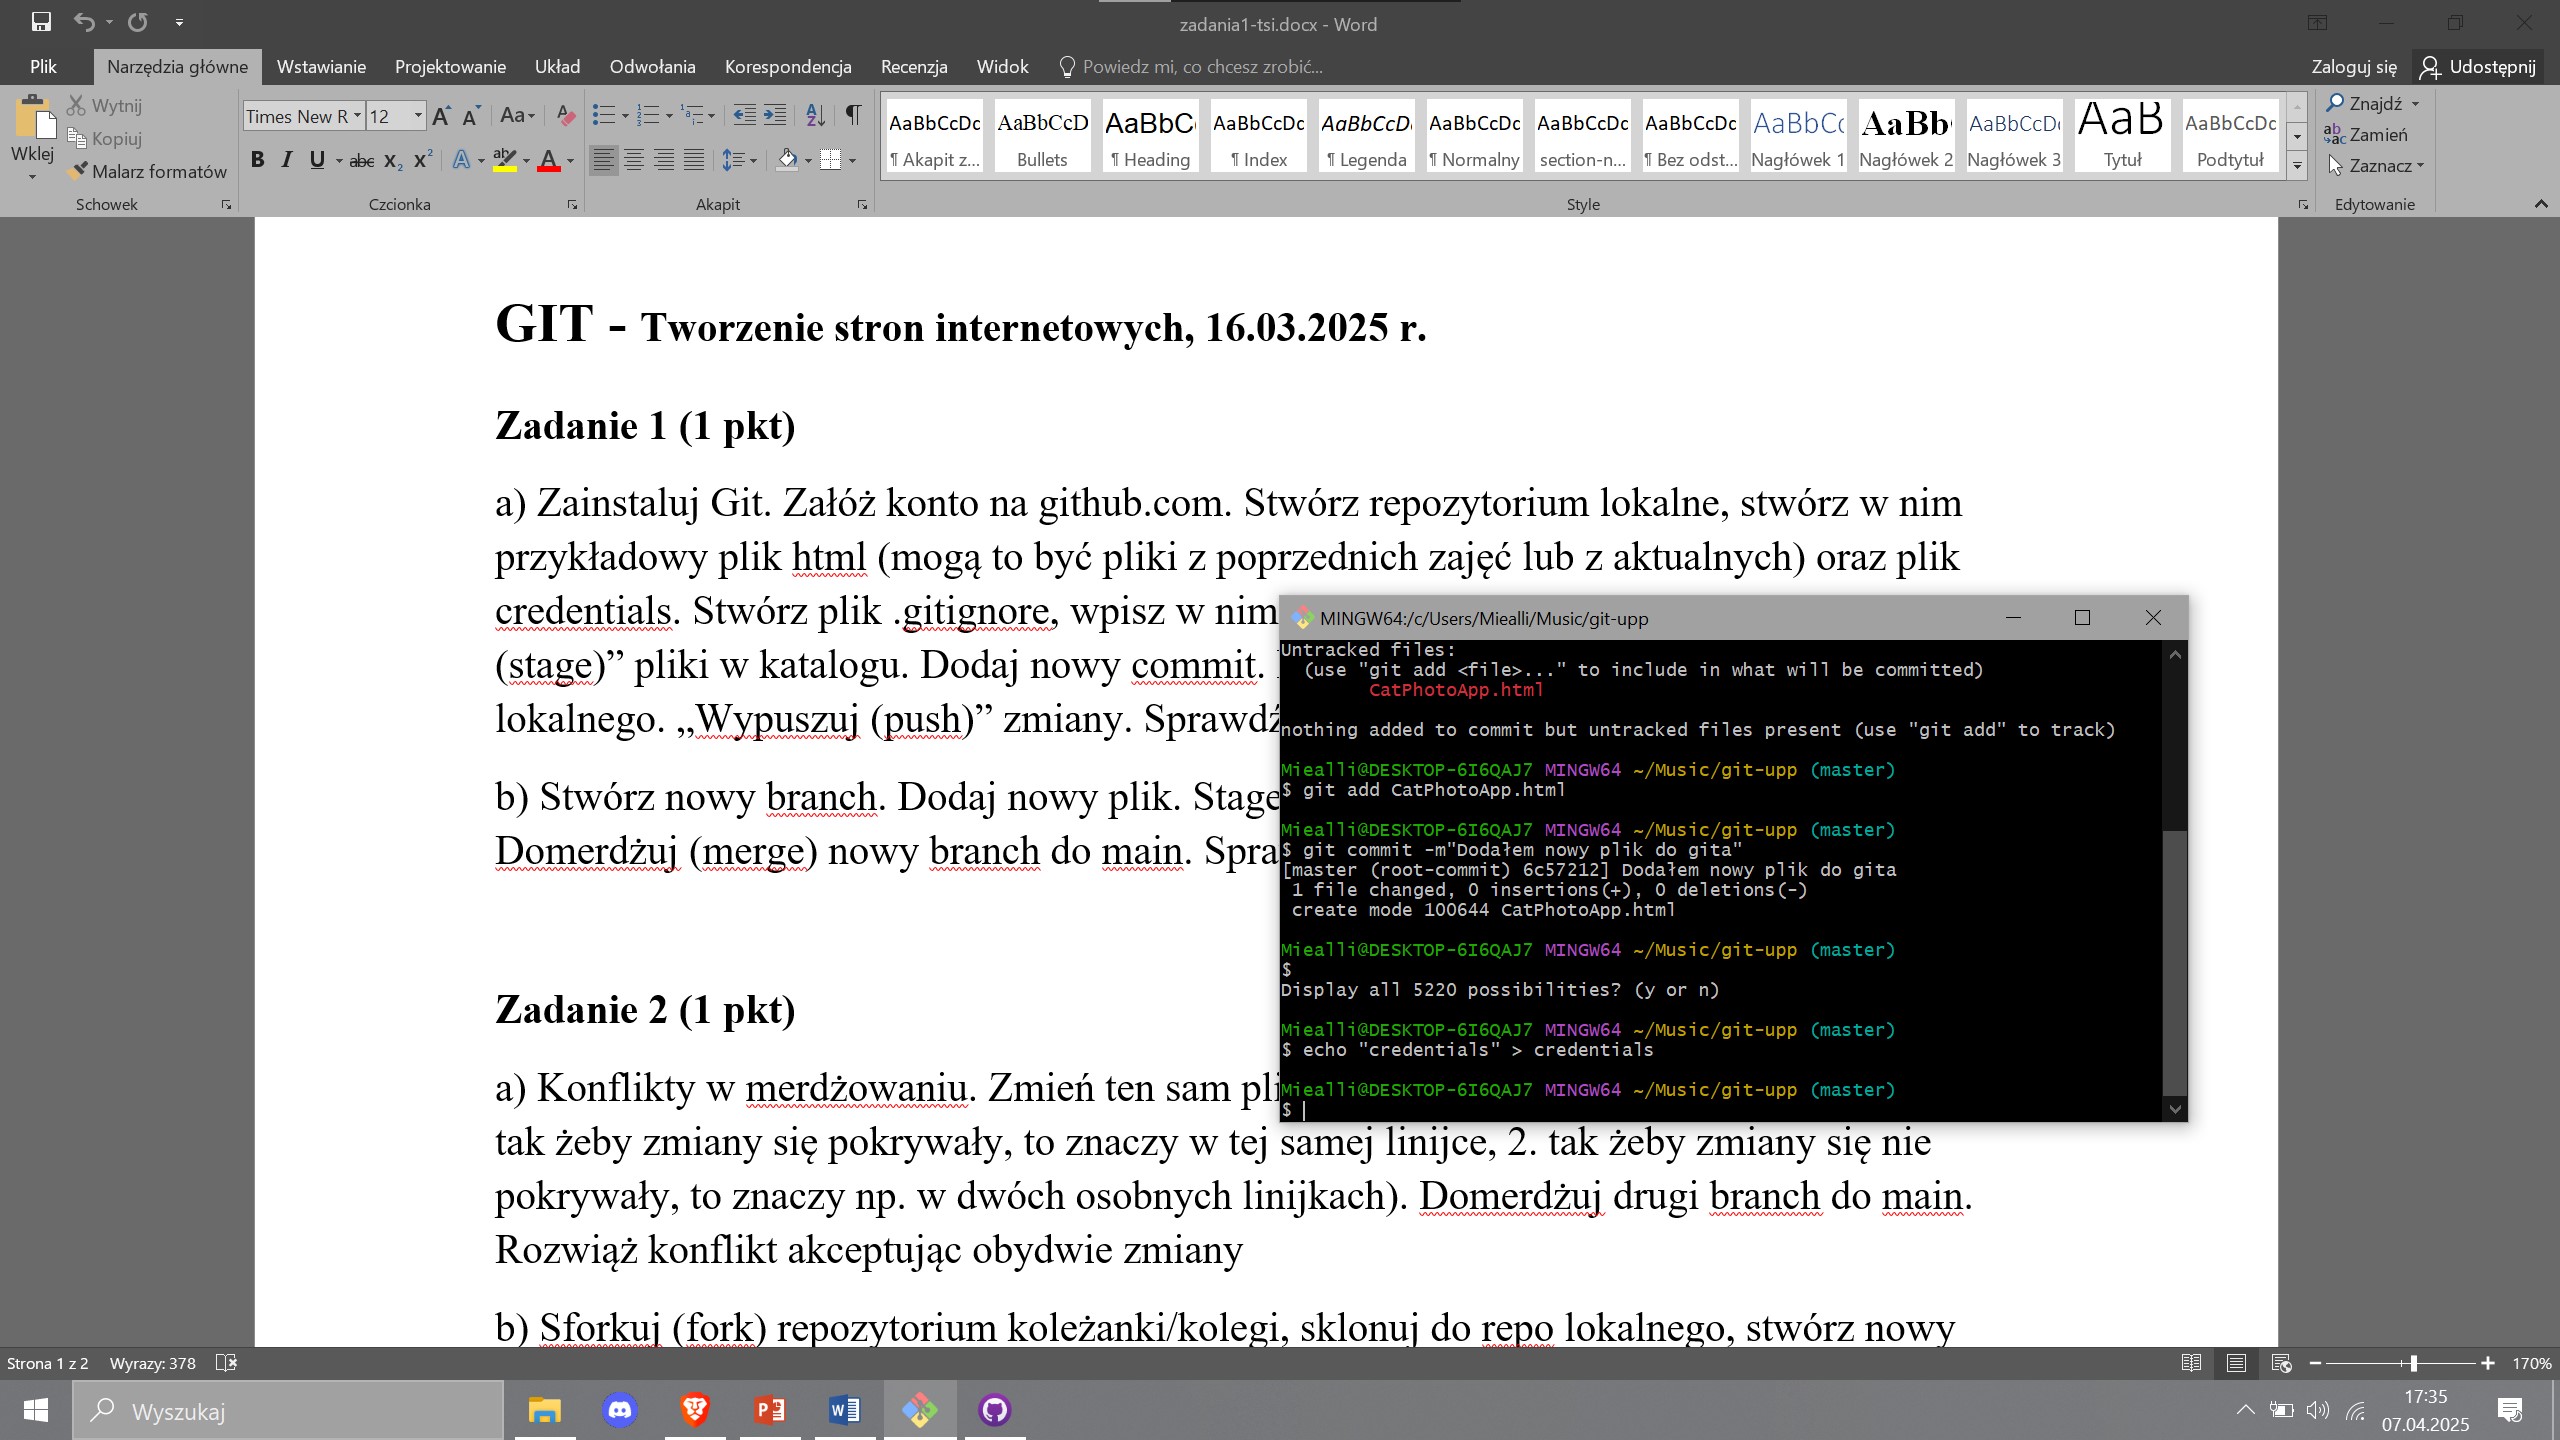 zadania1-tsi.docx - Word
Plik Narzędzia główne Wstawianie Projektowanie Układ Odwołania Korespondencja Recenzja Widok Powiedz mi, co chcesz zrobić... Zaloguj się Udostępnij
Wklej
Wytnij
Kopiuj
Malarz formatów
Schowek
Times New R 12
Czcionka
Akapit
AaBbCcDc AaBbCcD AaBbC AaBbCcDc AaBbCcD. AaBbCcDc AaBbCcDc AaBbCcDc AaBbCc AaBb AaBbCcD AaB AaBbCcDc
¶ Akapit z... Bullets ¶ Heading ¶ Index ¶ Legenda ¶ Normalny section-n... ¶ Bez odst... Nagłówek 1 Nagłówek 2 Nagłówek 3 Tytuł Podtytuł
Style
Znajdź
Zamień
Zaznacz
Edytowanie
GIT - Tworzenie stron internetowych, 16.03.2025 r.
Zadanie 1 (1 pkt)
a) Zainstaluj Git. Załóż konto na github.com. Stwórz repozytorium lokalne, stwórz w nim
przykładowy plik html (mogą to być pliki z poprzednich zajęć lub z aktualnych) oraz plik
credentials. Stwórz plik .gitignore, wpisz w nim
(stage)” pliki w katalogu. Dodaj nowy commit.
lokalnego. „Wypuszuj (push)” zmiany. Sprawdź
b) Stwórz nowy branch. Dodaj nowy plik. Stage
Domerdżuj (merge) nowy branch do main. Spra
Zadanie 2 (1 pkt)
a) Konflikty w merdżowaniu. Zmień ten sam pli
tak żeby zmiany się pokrywały, to znaczy w tej samej linijce, 2. tak żeby zmiany się nie
pokrywały, to znaczy np. w dwóch osobnych linijkach). Domerdżuj drugi branch do main.
Rozwiąż konflikt akceptując obydwie zmiany
b) Sforkuj (fork) repozytorium koleżanki/kolegi, sklonuj do repo lokalnego, stwórz nowy
MINGW64:/c/Users/Miealli/Music/git-upp
Untracked files:
(use "git add <file>..." to include in what will be committed)
CatPhotoApp.html
nothing added to commit but untracked files present (use "git add" to track)
Miealli@DESKTOP-6I6QAJ7 MINGW64 ~/Music/git-upp (master)
$ git add CatPhotoApp.html
Miealli@DESKTOP-6I6QAJ7 MINGW64 ~/Music/git-upp (master)
$ git commit -m"Dodałem nowy plik do gita"
[master (root-commit) 6c57212] Dodałem nowy plik do gita
1 file changed, 0 insertions(+), 0 deletions(-)
create mode 100644 CatPhotoApp.html
Miealli@DESKTOP-6I6QAJ7 MINGW64 ~/Music/git-upp (master)
$
Display all 5220 possibilities? (y or n)
Miealli@DESKTOP-6I6QAJ7 MINGW64 ~/Music/git-upp (master)
$ echo "credentials" > credentials
Miealli@DESKTOP-6I6QAJ7 MINGW64 ~/Music/git-upp (master)
$
Strona 1 z 2 Wyrazy: 378 170%
Wyszukaj
17:35
07.04.2025